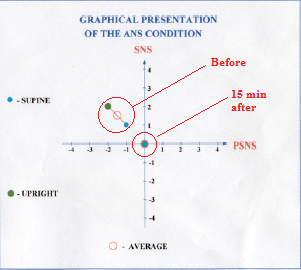 GRAPHICAL PRESENTATION
OF THE ANS CONDITION
SNS
Before
15 min
after
- SUPINE
4
3
2
1
-4 -3 -2 -1 1 2 3 4 PSNS
-1
-2
-3
-4
- UPRIGHT
- AVERAGE